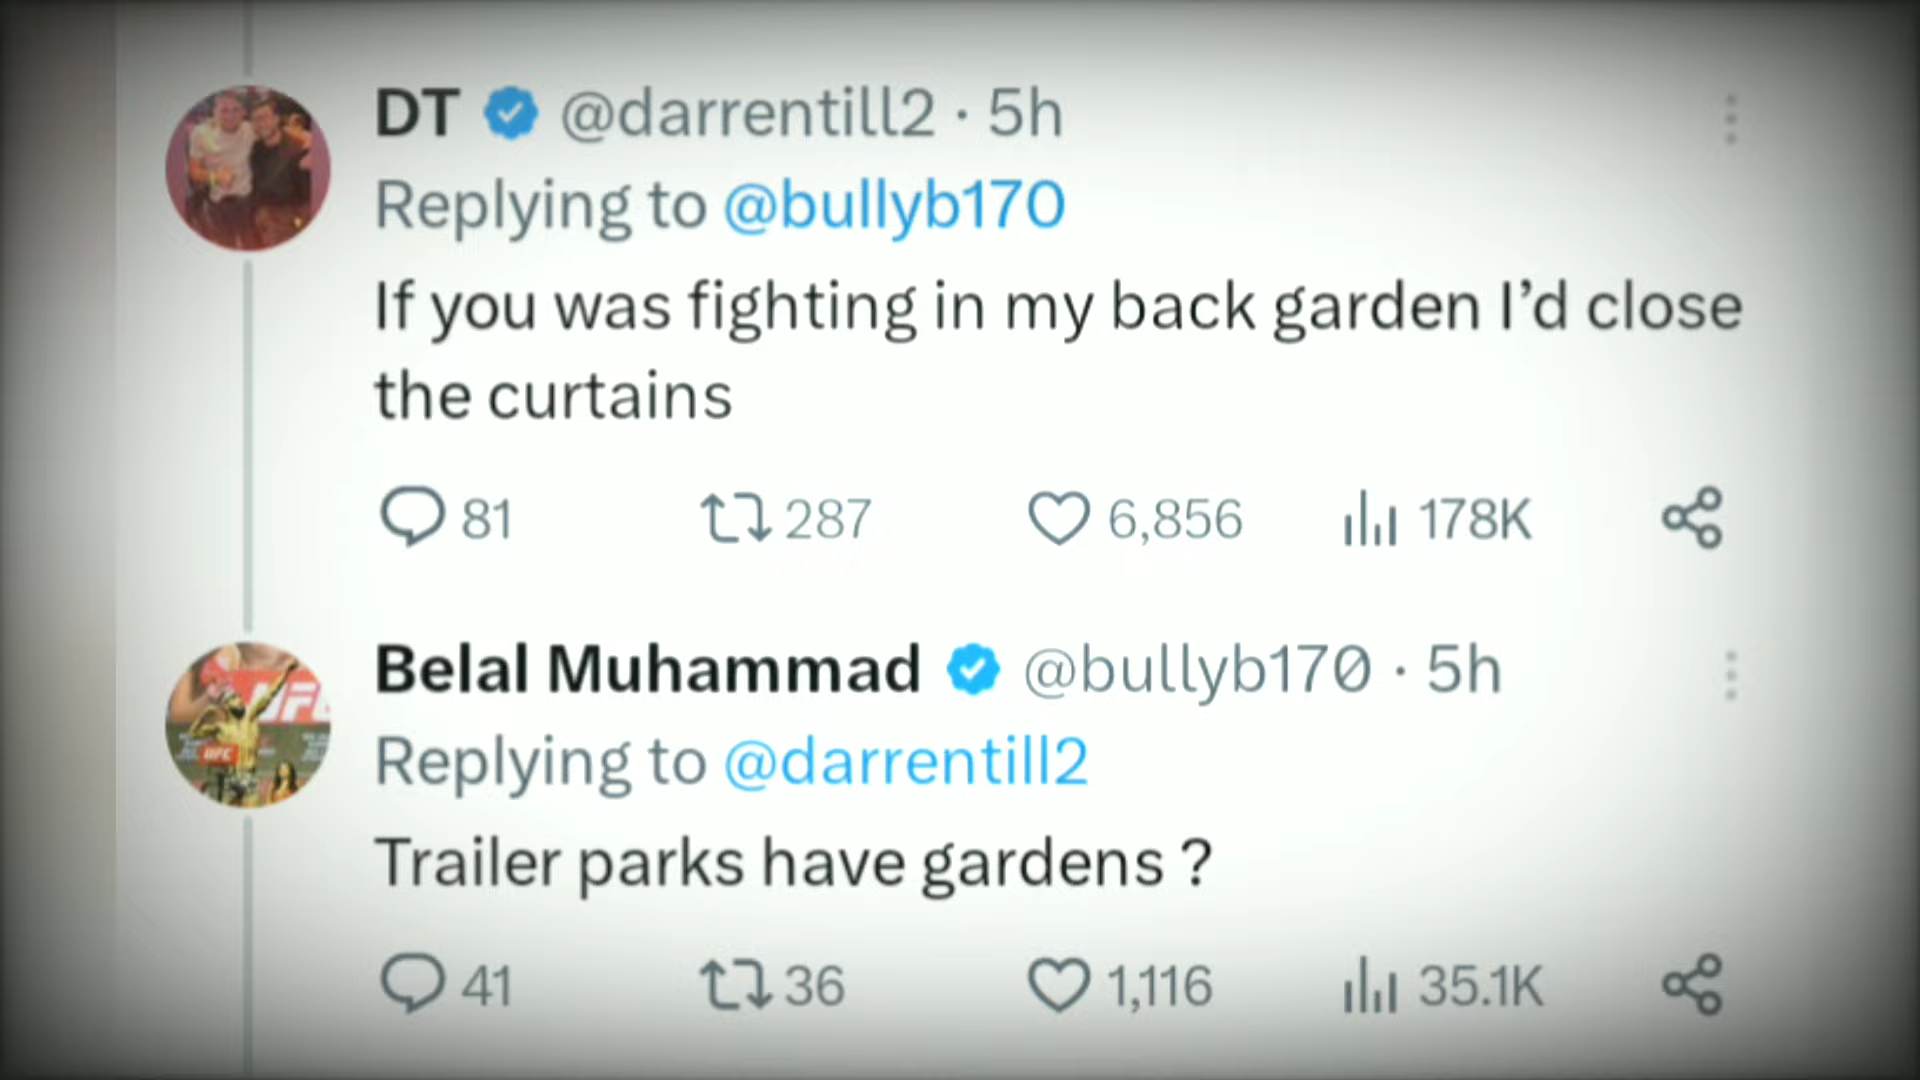 DT @darrentill2 · 5h
Replying to @bullyb170
If you was fighting in my back garden I’d close
the curtains
81 287 6,856 178K
UFC
UFC
Belal Muhammad @bullyb170 · 5h
Replying to @darrentill2
Trailer parks have gardens ?
41 36 1,116 35.1K